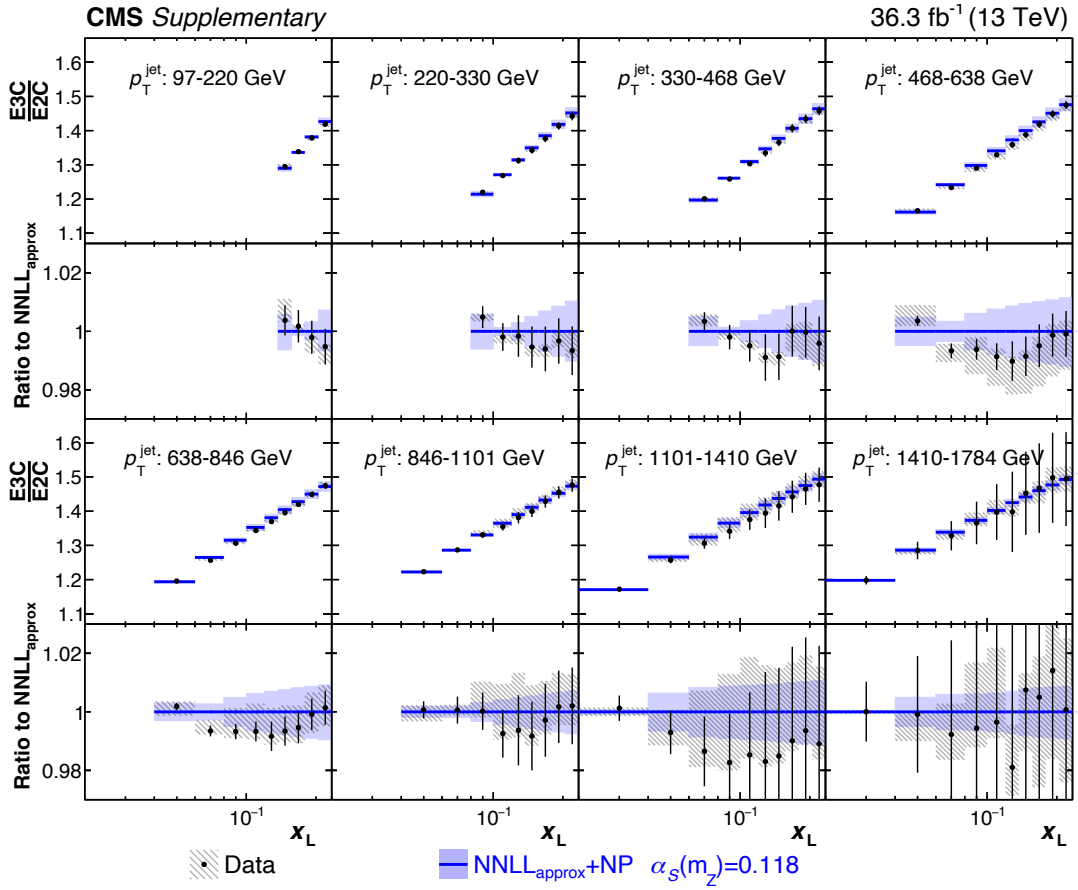 CMS Supplementary 36.3 fb⁻¹ (13 TeV)
E3C/E2C
1.6
1.5
1.4
1.3
1.2
1.1
p_T^jet: 97-220 GeV
p_T^jet: 220-330 GeV
p_T^jet: 330-468 GeV
p_T^jet: 468-638 GeV
Ratio to NNLL_approx
1.02
1
0.98
E3C/E2C
1.6
1.5
1.4
1.3
1.2
1.1
p_T^jet: 638-846 GeV
p_T^jet: 846-1101 GeV
p_T^jet: 1101-1410 GeV
p_T^jet: 1410-1784 GeV
Ratio to NNLL_approx
1.02
1
0.98
10⁻¹ 10⁻¹ 10⁻¹ 10⁻¹
x_L x_L x_L x_L
Data NNLL_approx+NP α_S(m_Z)=0.118